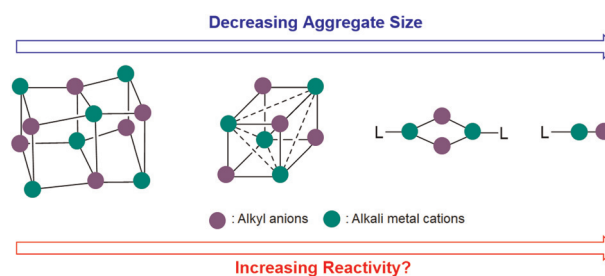 Decreasing Aggregate Size
L
L
L
: Alkyl anions
: Alkali metal cations
Increasing Reactivity?